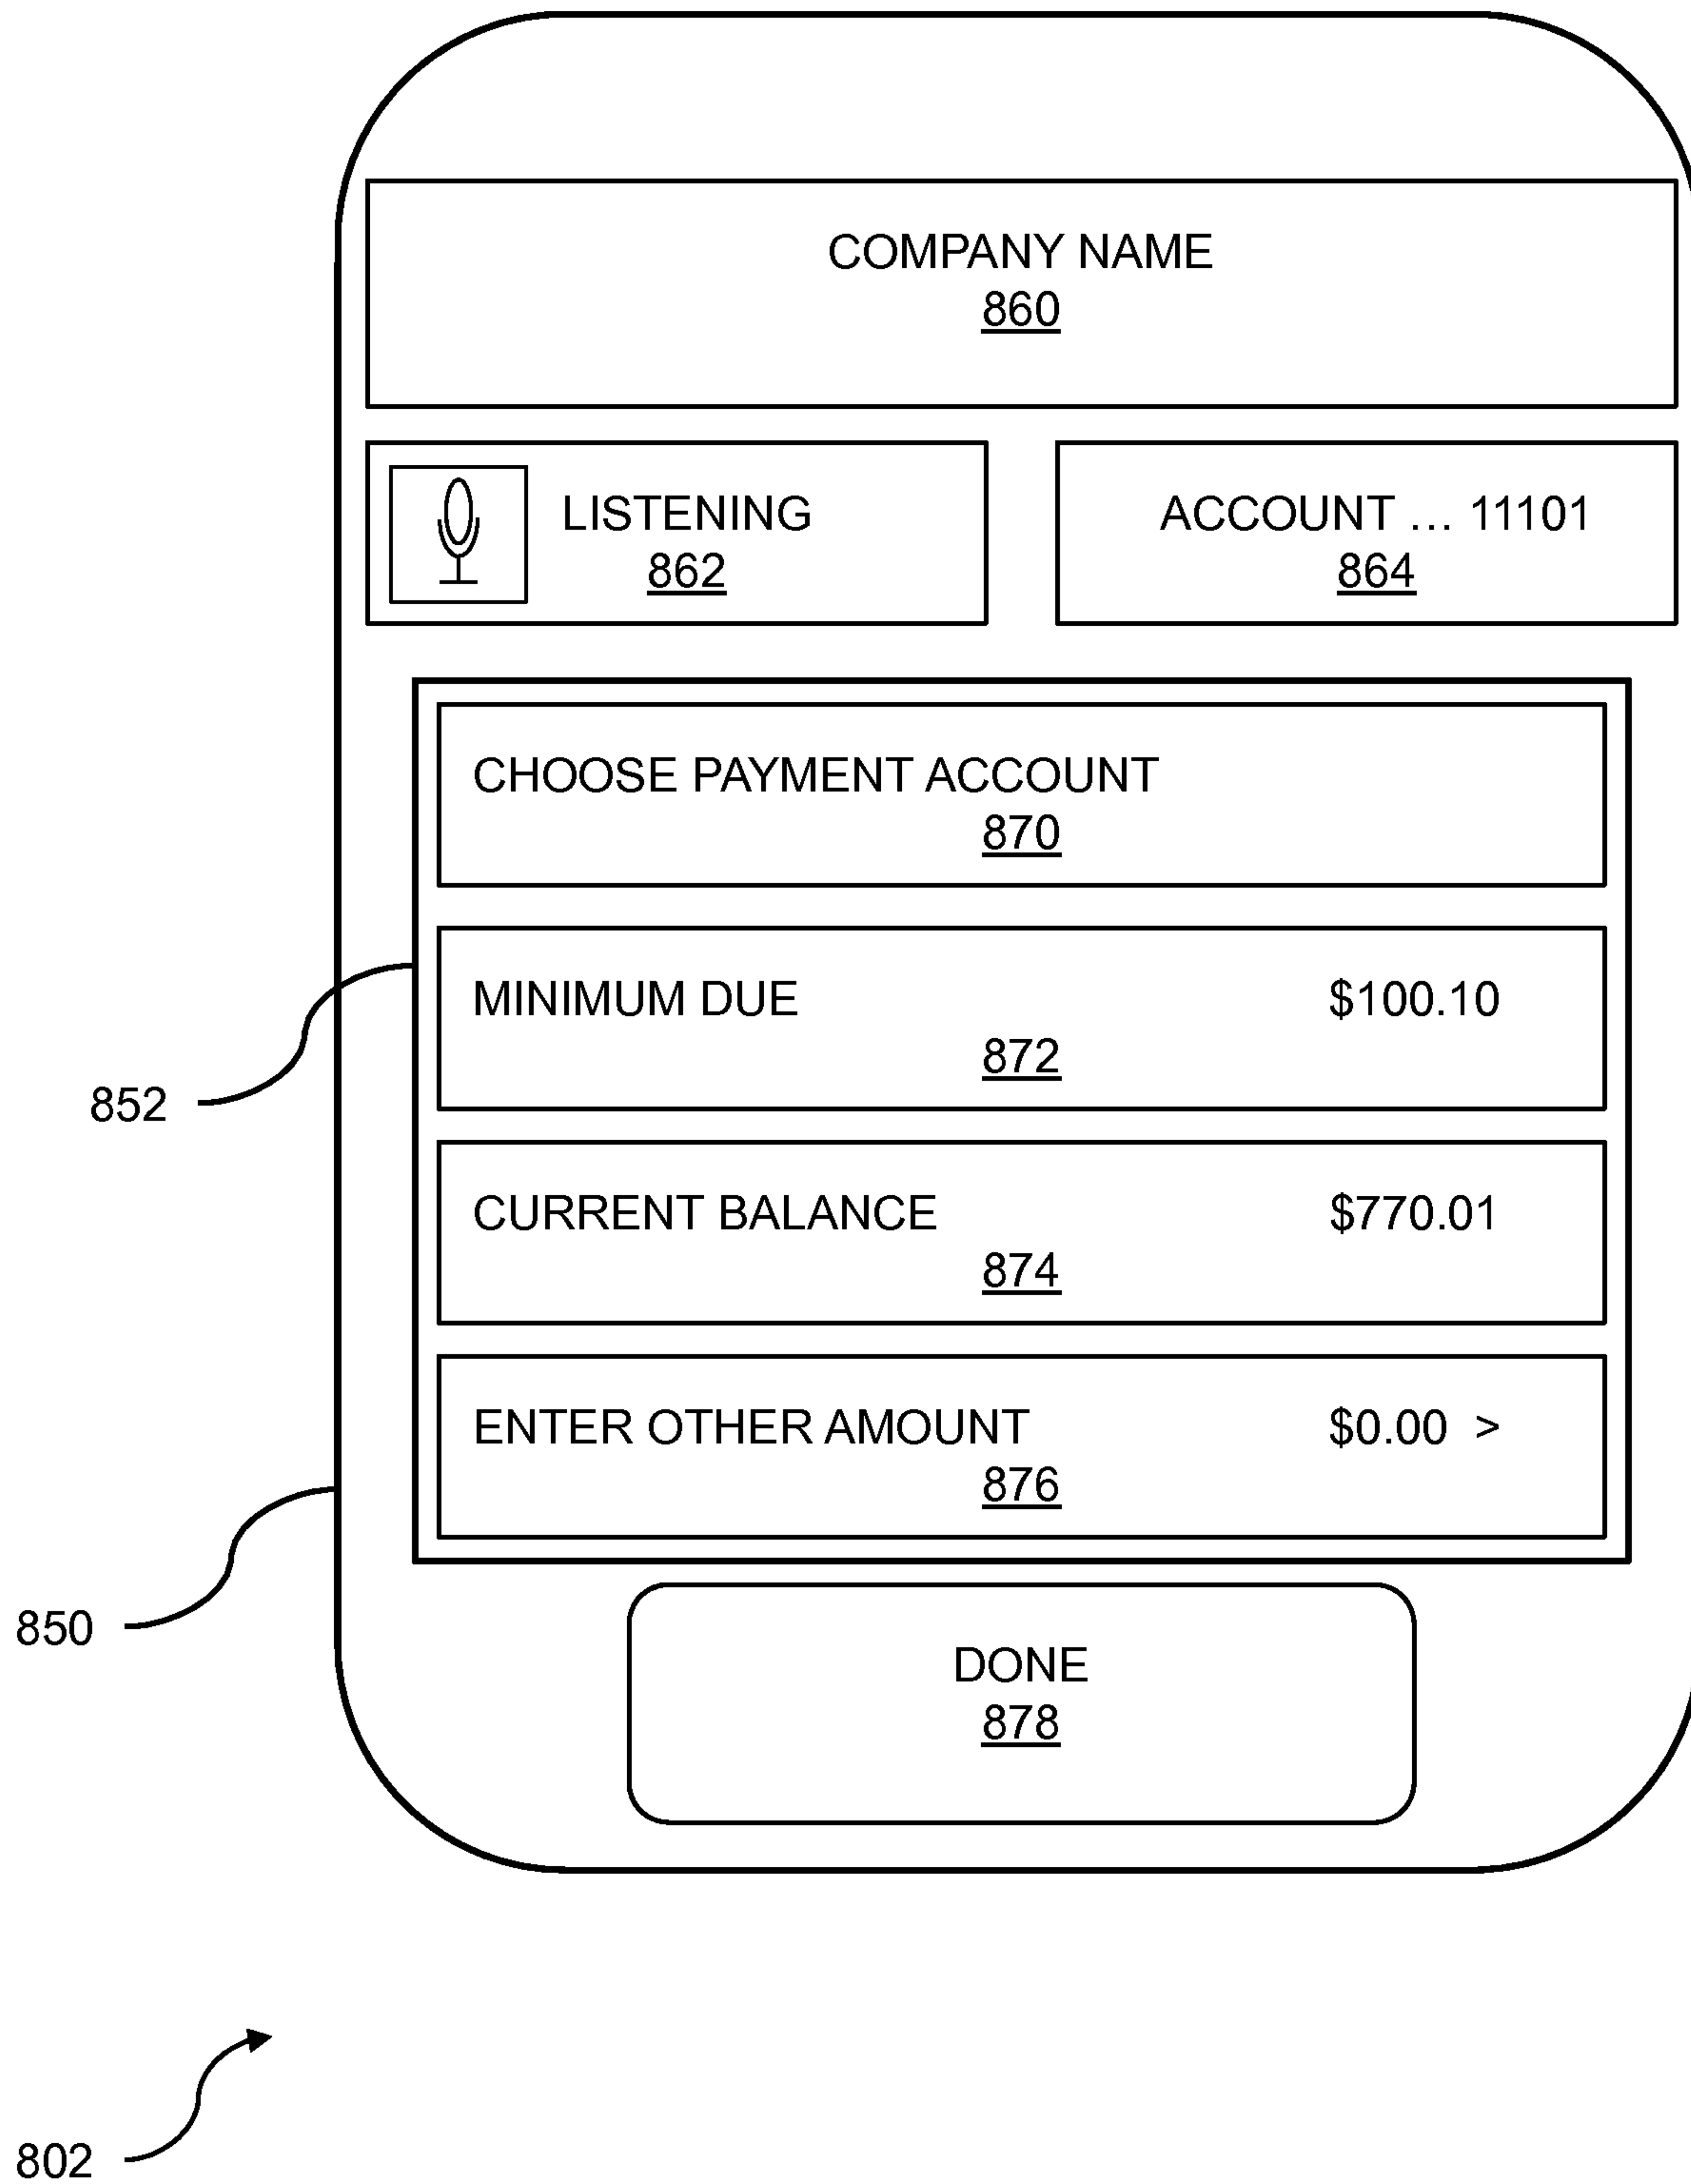 COMPANY NAME
860
LISTENING
862
ACCOUNT ... 11101
864
CHOOSE PAYMENT ACCOUNT
870
MINIMUM DUE $100.10
872
852
CURRENT BALANCE $770.01
874
ENTER OTHER AMOUNT $0.00 >
876
850
DONE
878
802